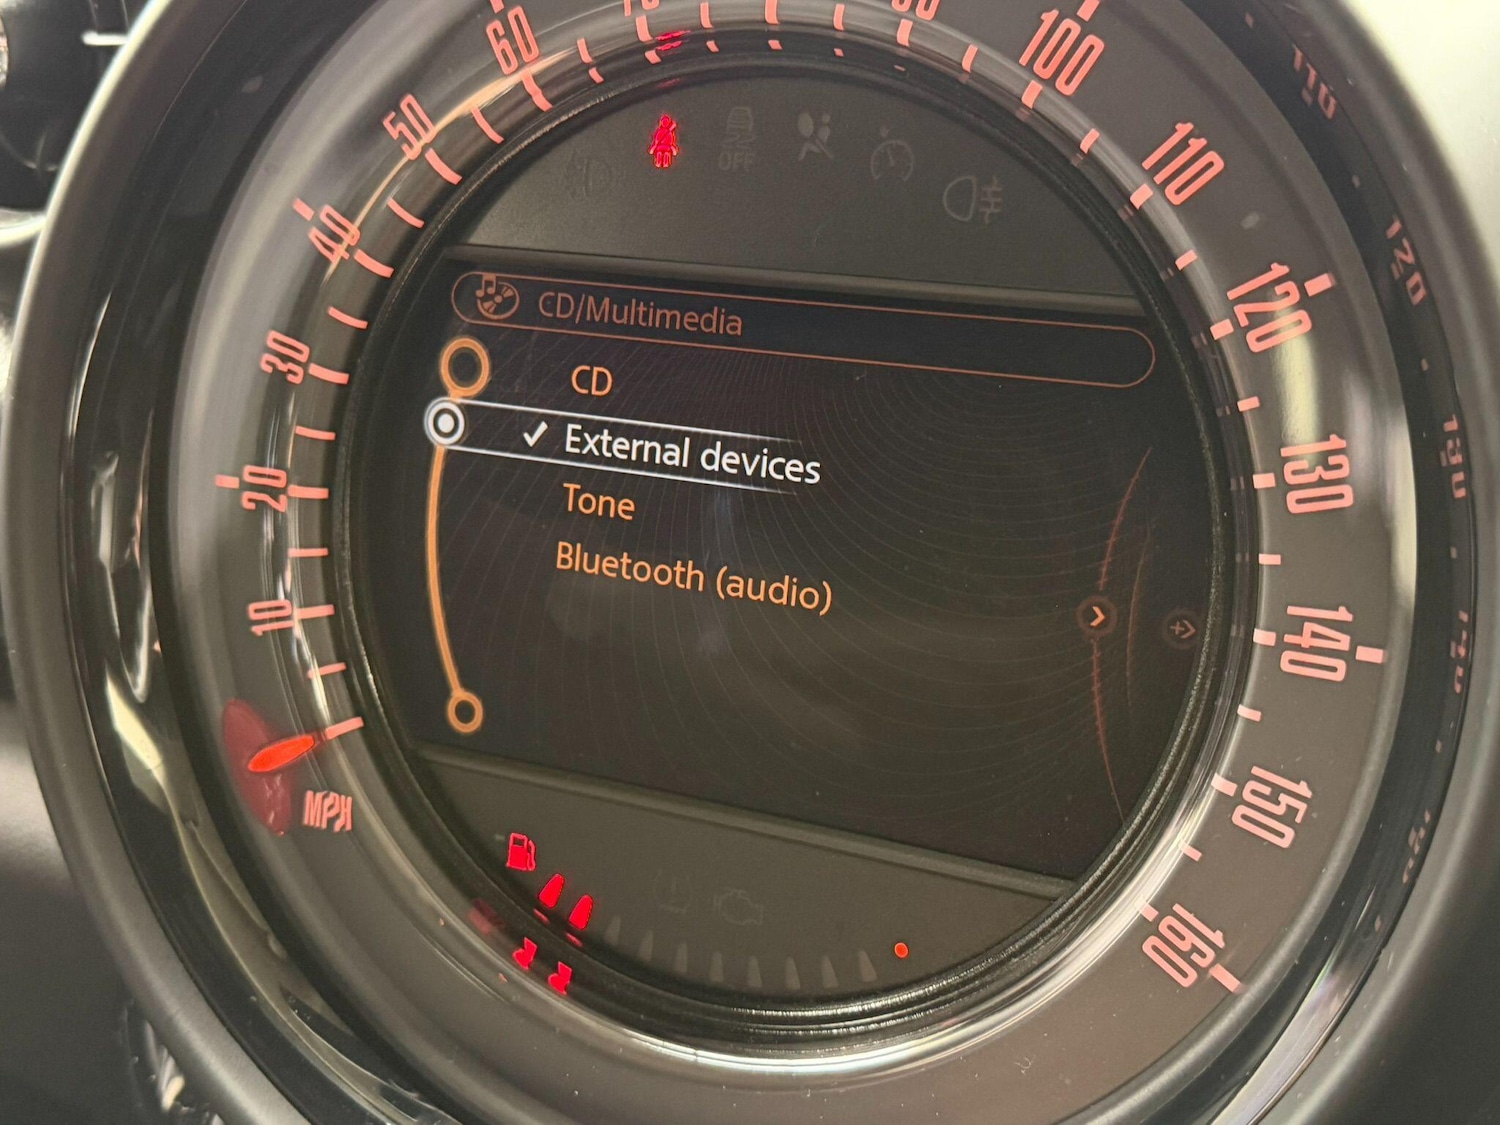 60
100
50
OFF
110
40
120
CD/Multimedia
30
CD
✓ External devices
130
20
Tone
Bluetooth (audio)
10
140
MPH
150
160